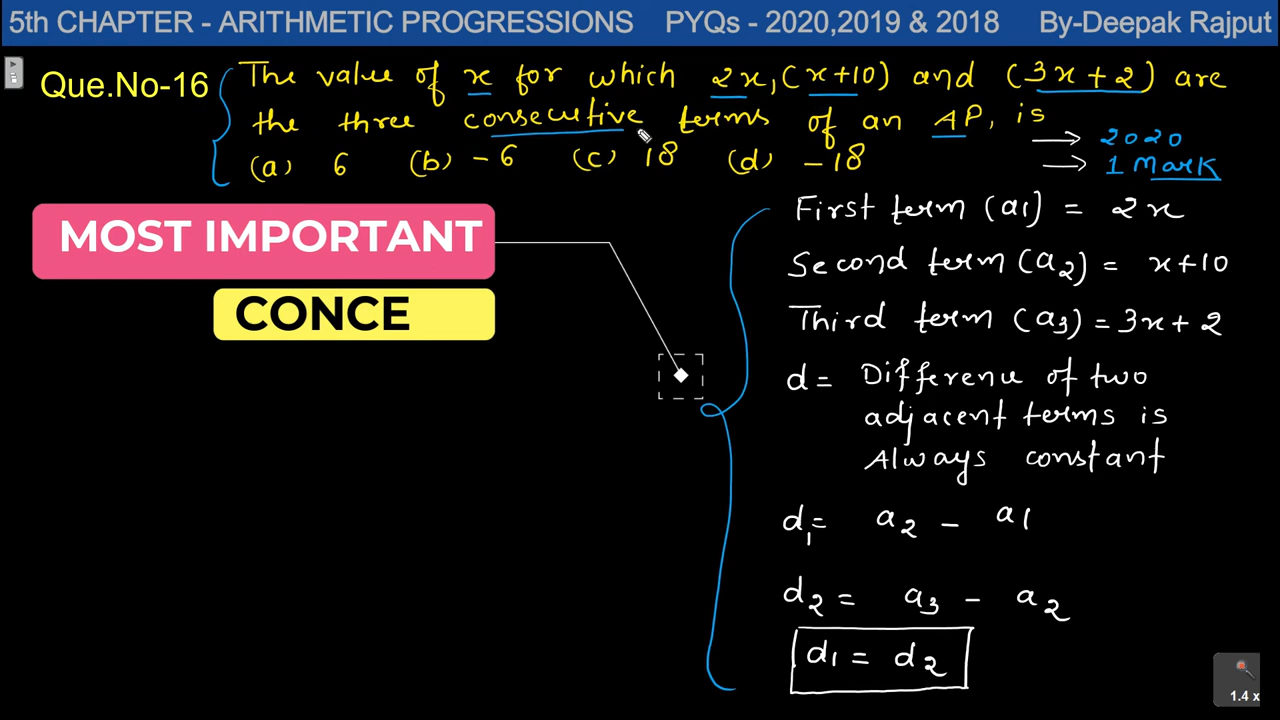 5th CHAPTER - ARITHMETIC PROGRESSIONS PYQs - 2020,2019 & 2018 By-Deepak Rajput
Que.No-16
The value of x for which 2x, (x+10) and (3x+2) are
the three consecutive terms of an AP, is
→ 2020
(a) 6 (b) -6 (c) 18 (d) -18
→ 1 Mark
MOST IMPORTANT
CONCE
First term (a1) = 2x
Second term (a2) = x+10
Third term (a3) = 3x+2
d = Difference of two
adjacent terms is
Always constant
d1 = a2 - a1
d2 = a3 - a2
d1 = d2
1.4 x